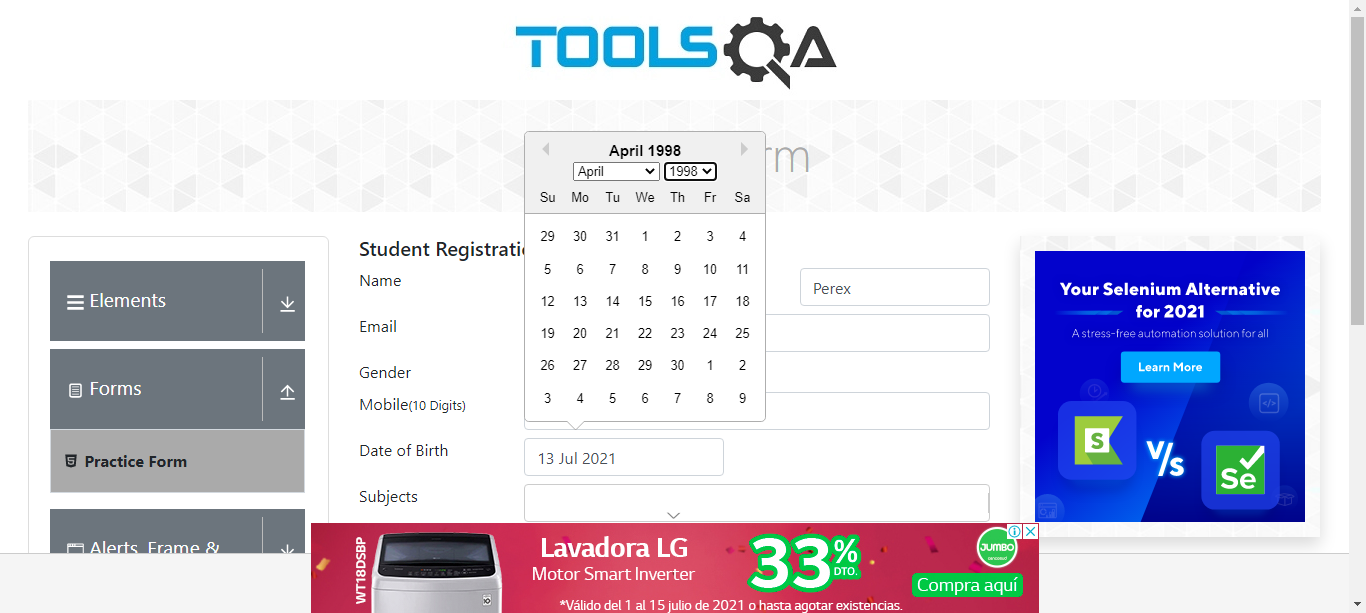 TOOLSQA
rm
April 1998
April 1998
Su Mo Tu We Th Fr Sa
29 30 31 1 2 3 4
5 6 7 8 9 10 11
12 13 14 15 16 17 18
19 20 21 22 23 24 25
26 27 28 29 30 1 2
3 4 5 6 7 8 9
Elements
Forms
Practice Form
Alerts, Frame &
Student Registrati
Name
Perex
Email
Gender
Mobile(10 Digits)
Date of Birth
13 Jul 2021
Subjects
Your Selenium Alternative
for 2021
A stress-free automation solution for all
Learn More
S
V/s
Se
WT18DSBP
Lavadora LG
Motor Smart Inverter
33% DTO.
*Válido del 1 al 15 julio de 2021 o hasta agotar existencias.
JUMBO
Compra aquí